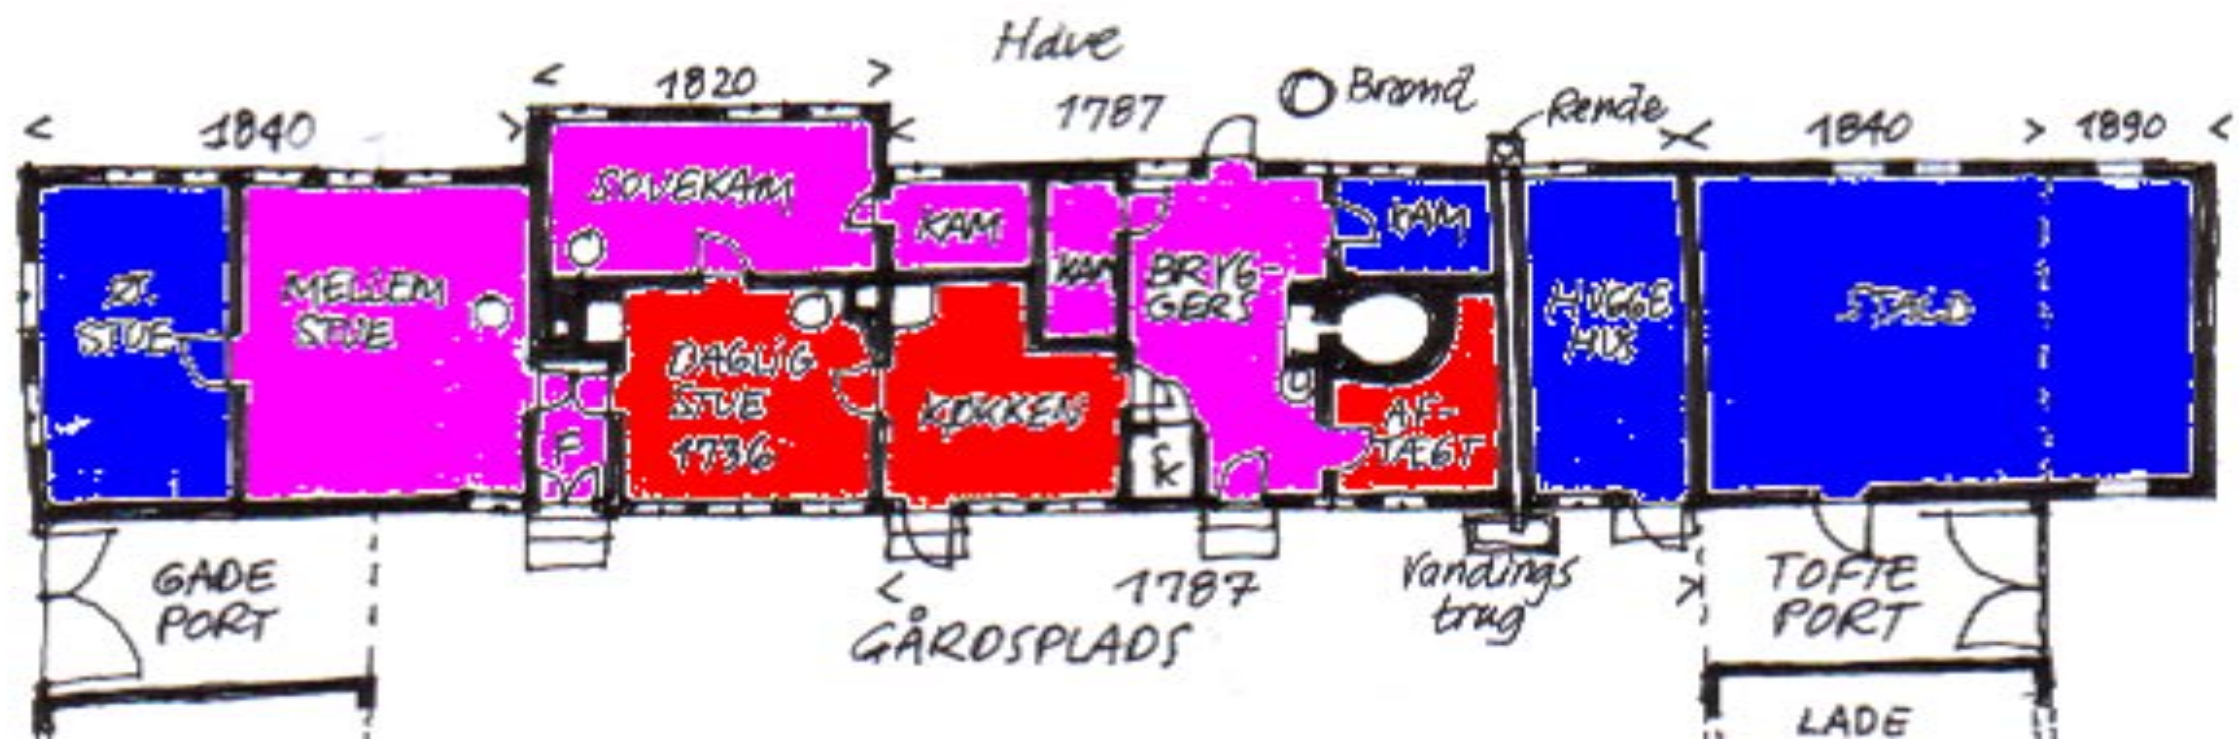 Have
1820
Brønd
1787
Rende
1840
1840
1890
SOVEKAM
KAM
KAM
KAM
ST.
STUE
MELLEM
STUE
BRYG-
GERS
HUGGE
HUS
STALD
DAGLIG
STUE
1736
KØKKEN
AF-
TÆGT
F
SK
GADE
PORT
1787
GÅRDSPLADS
Vandings
trug
TOFTE
PORT
LADE